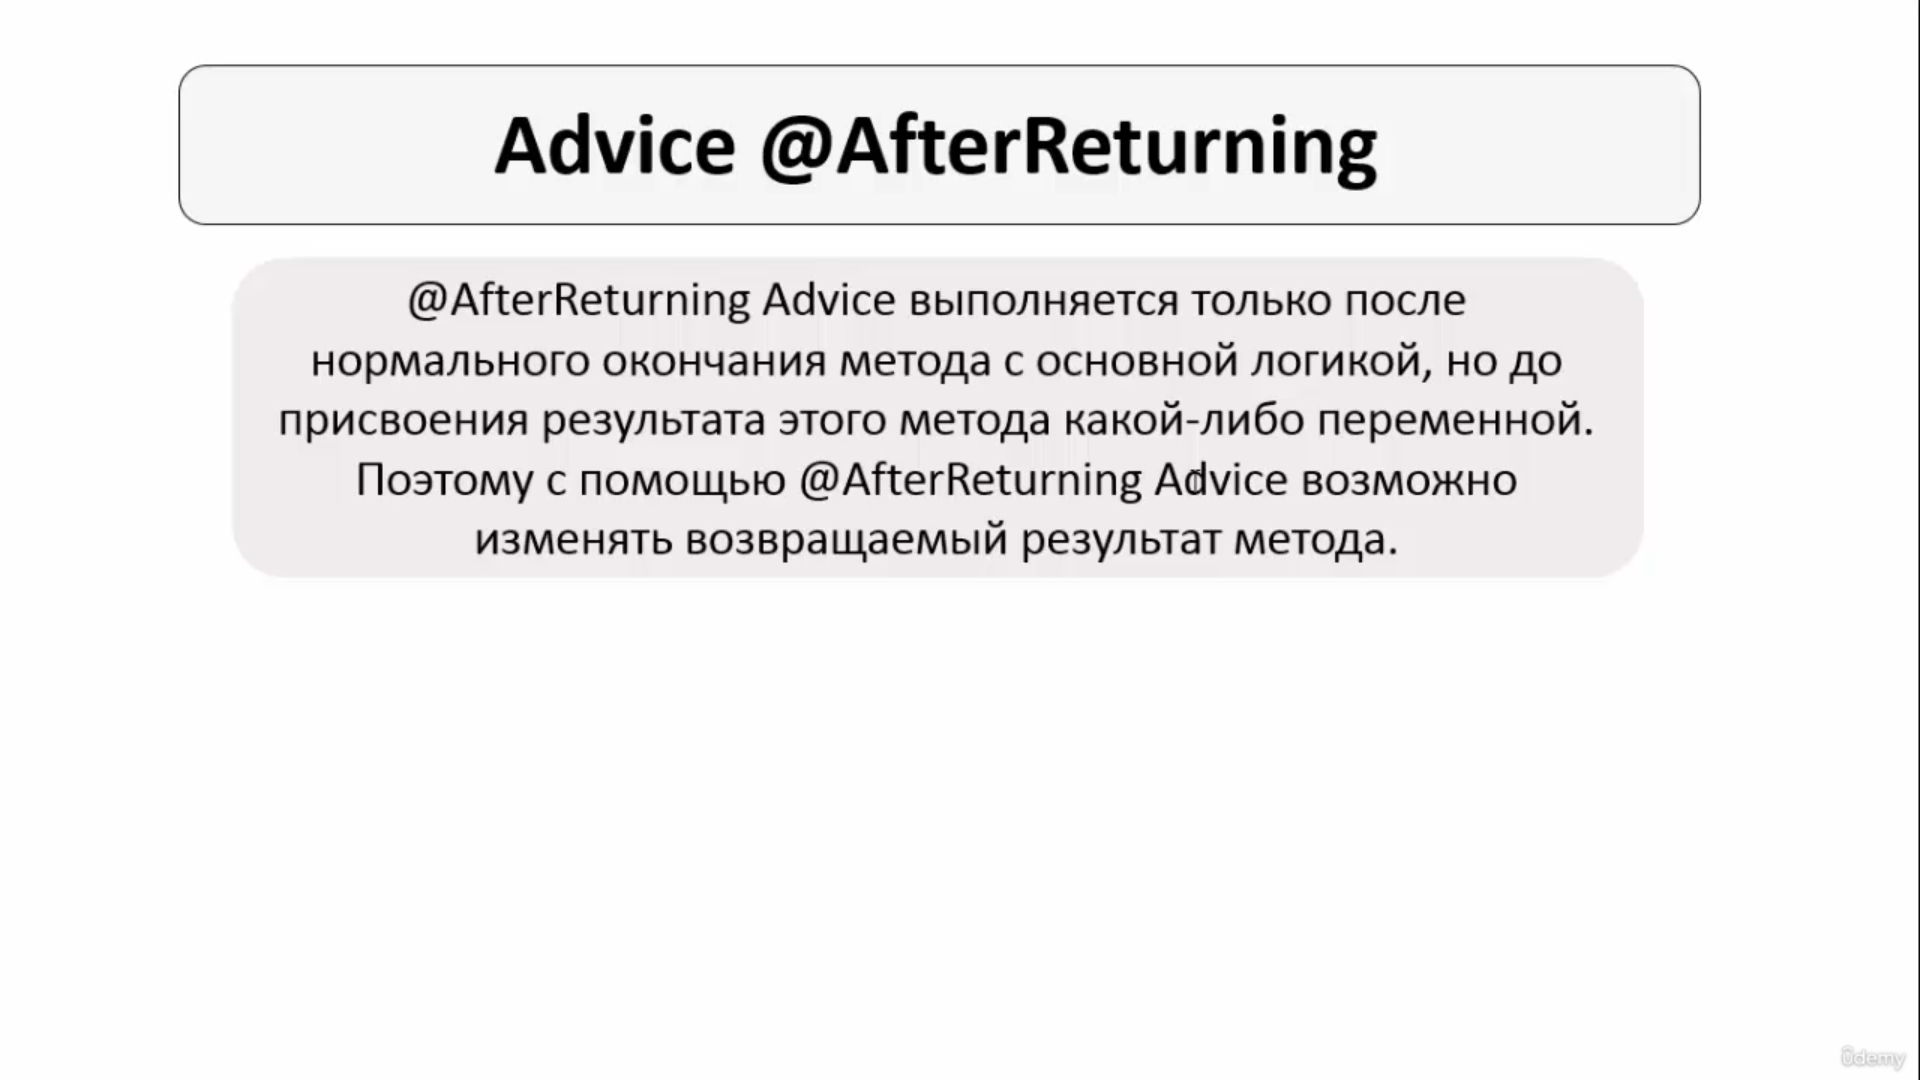 Advice @AfterReturning
@AfterReturning Advice выполняется только после
нормального окончания метода с основной логикой, но до
присвоения результата этого метода какой-либо переменной.
Поэтому с помощью @AfterReturning Advice возможно
изменять возвращаемый результат метода.
ûdemy